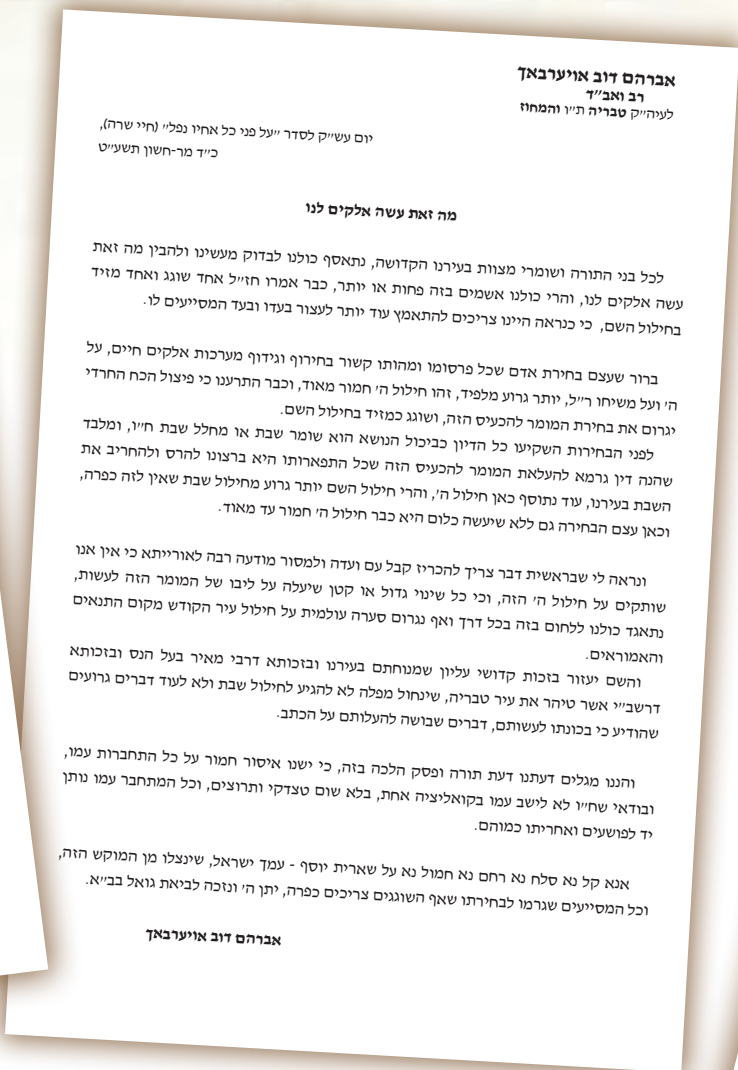 אברהם דוב אויערבאך
רב ואב״ד
לעיה״ק טבריה ת״ו והמחוז
יום עש״ק לסדר ״על פני כל אחיו נפל״ (חיי שרה),
כ״ד מר-חשון תשע״ט
מה זאת עשה אלקים לנו
לכל בני התורה ושומרי מצוות בעירנו הקדושה, נתאסף כולנו לבדוק מעשינו ולהבין מה זאת
עשה אלקים לנו, והרי כולנו אשמים בזה פחות או יותר, כבר אמרו חז״ל אחד שוגג ואחד מזיד
בחילול השם, כי כנראה היינו צריכים להתאמץ עוד יותר לעצור בעדו ובעד המסייעים לו.
ברור שעצם בחירת אדם שכל פרסומו ומהותו קשור בחירוף וגידוף מערכות אלקים חיים, על
ה׳ ועל משיחו ר״ל, יותר גרוע מלפיד, זהו חילול ה׳ חמור מאוד, וכבר התרענו כי פיצול הכח החרדי
יגרום את בחירת המומר להכעיס הזה, ושוגג כמזיד בחילול השם.
לפני הבחירות השקיעו כל הדיון כביכול הנושא הוא שומר שבת או מחלל שבת ח״ו, ומלבד
שהנה דין גרמא להעלאת המומר להכעיס הזה שכל התפארותו היא ברצונו להרס ולהחריב את
השבת בעירנו, עוד נתוסף כאן חילול ה׳, והרי חילול השם יותר גרוע מחילול שבת שאין לזה כפרה,
וכאן עצם הבחירה גם ללא שיעשה כלום היא כבר חילול ה׳ חמור עד מאוד.
ונראה לי שבראשית דבר צריך להכריז קבל עם ועדה ולמסור מודעה רבה לאורייתא כי אין אנו
שותקים על חילול ה׳ הזה, וכי כל שינוי גדול או קטן שיעלה על ליבו של המומר הזה לעשות,
נתאגד כולנו ללחום בזה בכל דרך ואף נגרום סערה עולמית על חילול עיר הקודש מקום התנאים
והאמוראים.
והשם יעזור בזכות קדושי עליון שמנוחתם בעירנו ובזכותא דרבי מאיר בעל הנס ובזכותא
דרשב״י אשר טיהר את עיר טבריה, שינחול מפלה לא להגיע לחילול שבת ולא לעוד דברים גרועים
שהודיע כי בכונתו לעשותם, דברים שבושה להעלותם על הכתב.
והננו מגלים דעתנו דעת תורה ופסק הלכה בזה, כי ישנו איסור חמור על כל התחברות עמו,
ובודאי שח״ו לא לישב עמו בקואליציה אחת, בלא שום טצדקי ותרוצים, וכל המתחבר עמו נותן
יד לפושעים ואחריתו כמוהם.
אנא קל נא סלח נא רחם נא חמול נא על שארית יוסף - עמך ישראל, שינצלו מן המוקש הזה,
וכל המסייעים שגרמו לבחירתו שאף השוגגים צריכים כפרה, יתן ה׳ ונזכה לביאת גואל בב״א.
אברהם דוב אויערבאך